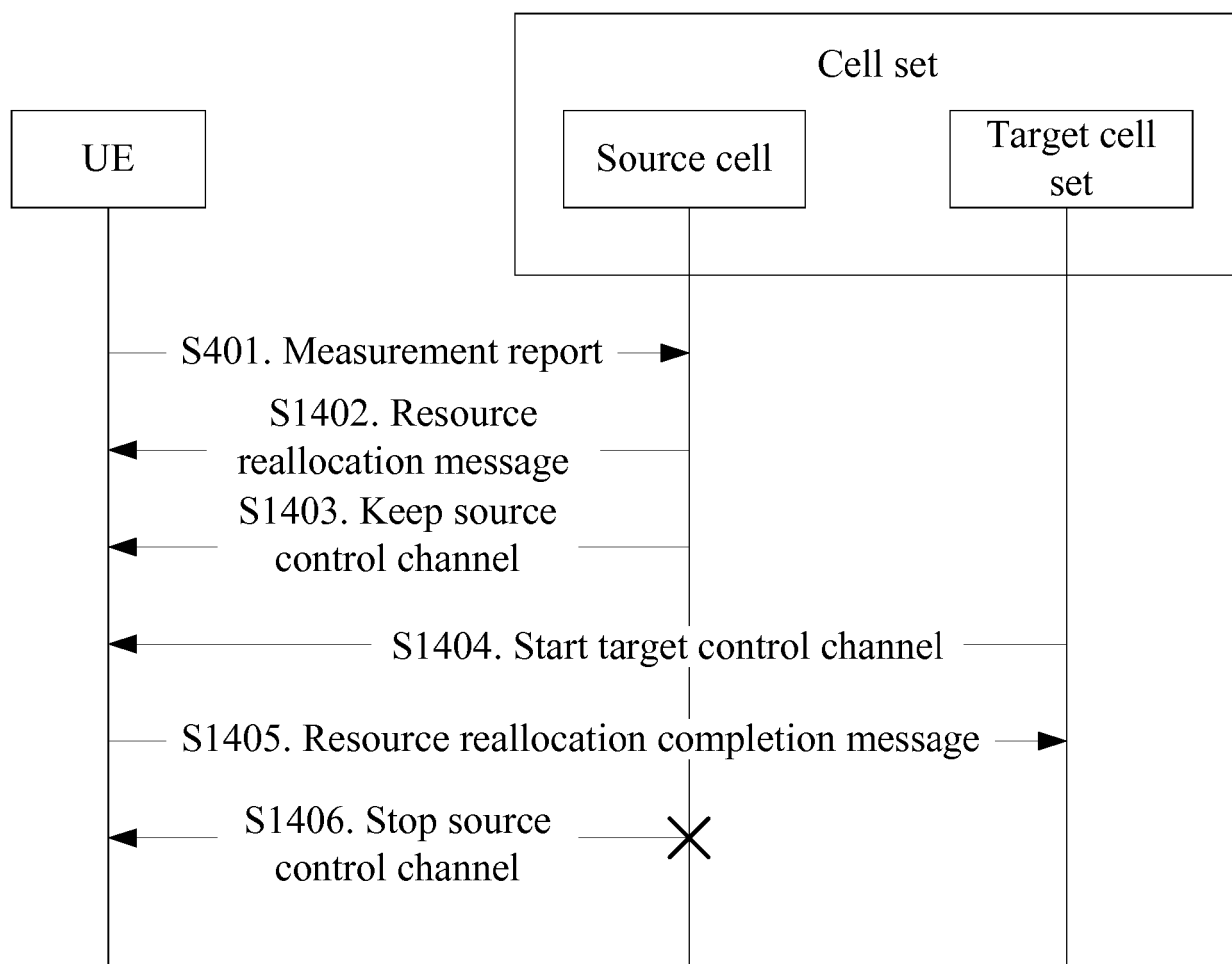 Cell set
UE
Source cell
Target cell
set
S401. Measurement report
S1402. Resource
reallocation message
S1403. Keep source
control channel
S1404. Start target control channel
S1405. Resource reallocation completion message
S1406. Stop source
control channel